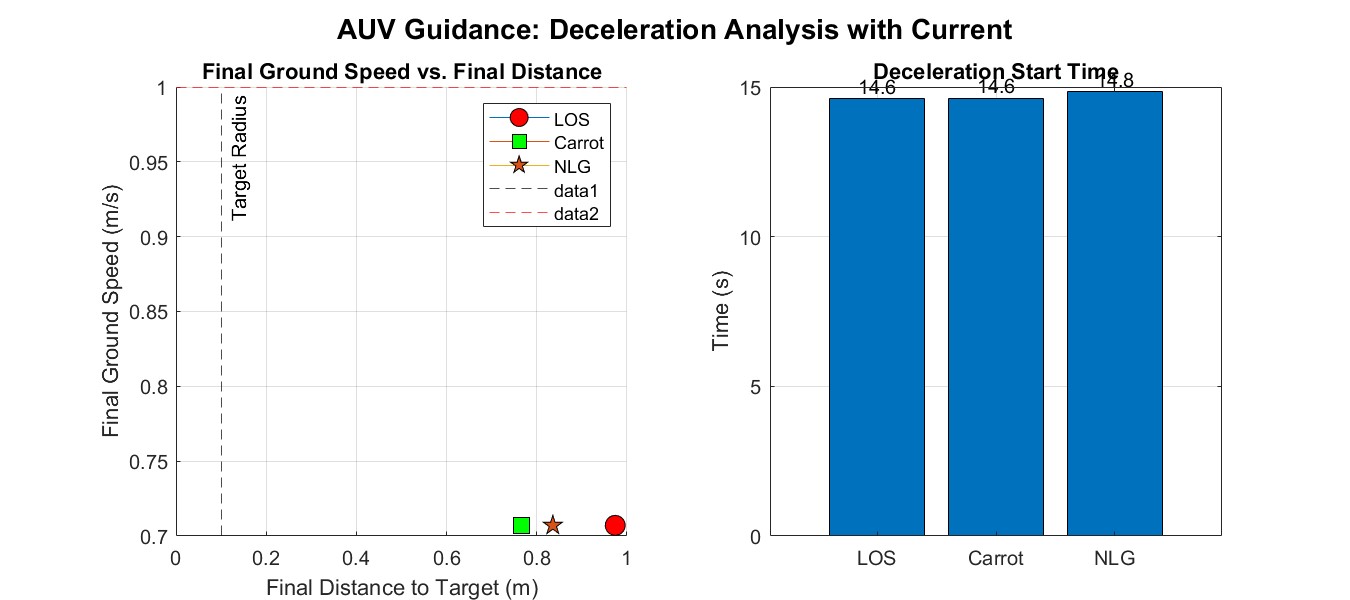 AUV Guidance: Deceleration Analysis with Current
Final Ground Speed vs. Final Distance
1
0.95
0.9
0.85
0.8
0.75
0.7
Final Ground Speed (m/s)
Target Radius
LOS
Carrot
NLG
data1
data2
0 0.2 0.4 0.6 0.8 1
Final Distance to Target (m)
Deceleration Start Time
14.6 14.6 14.8
15
10
5
0
Time (s)
LOS Carrot NLG